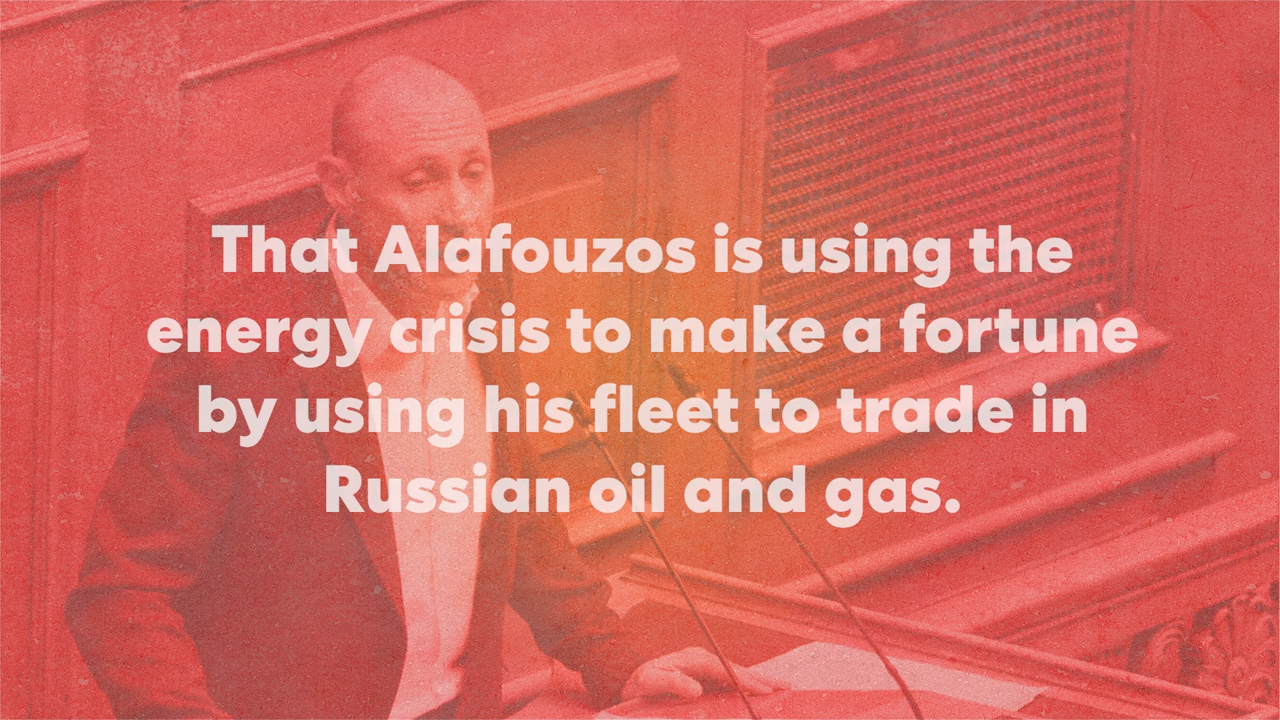 That Alafouzos is using the
energy crisis to make a fortune
by using his fleet to trade in
Russian oil and gas.